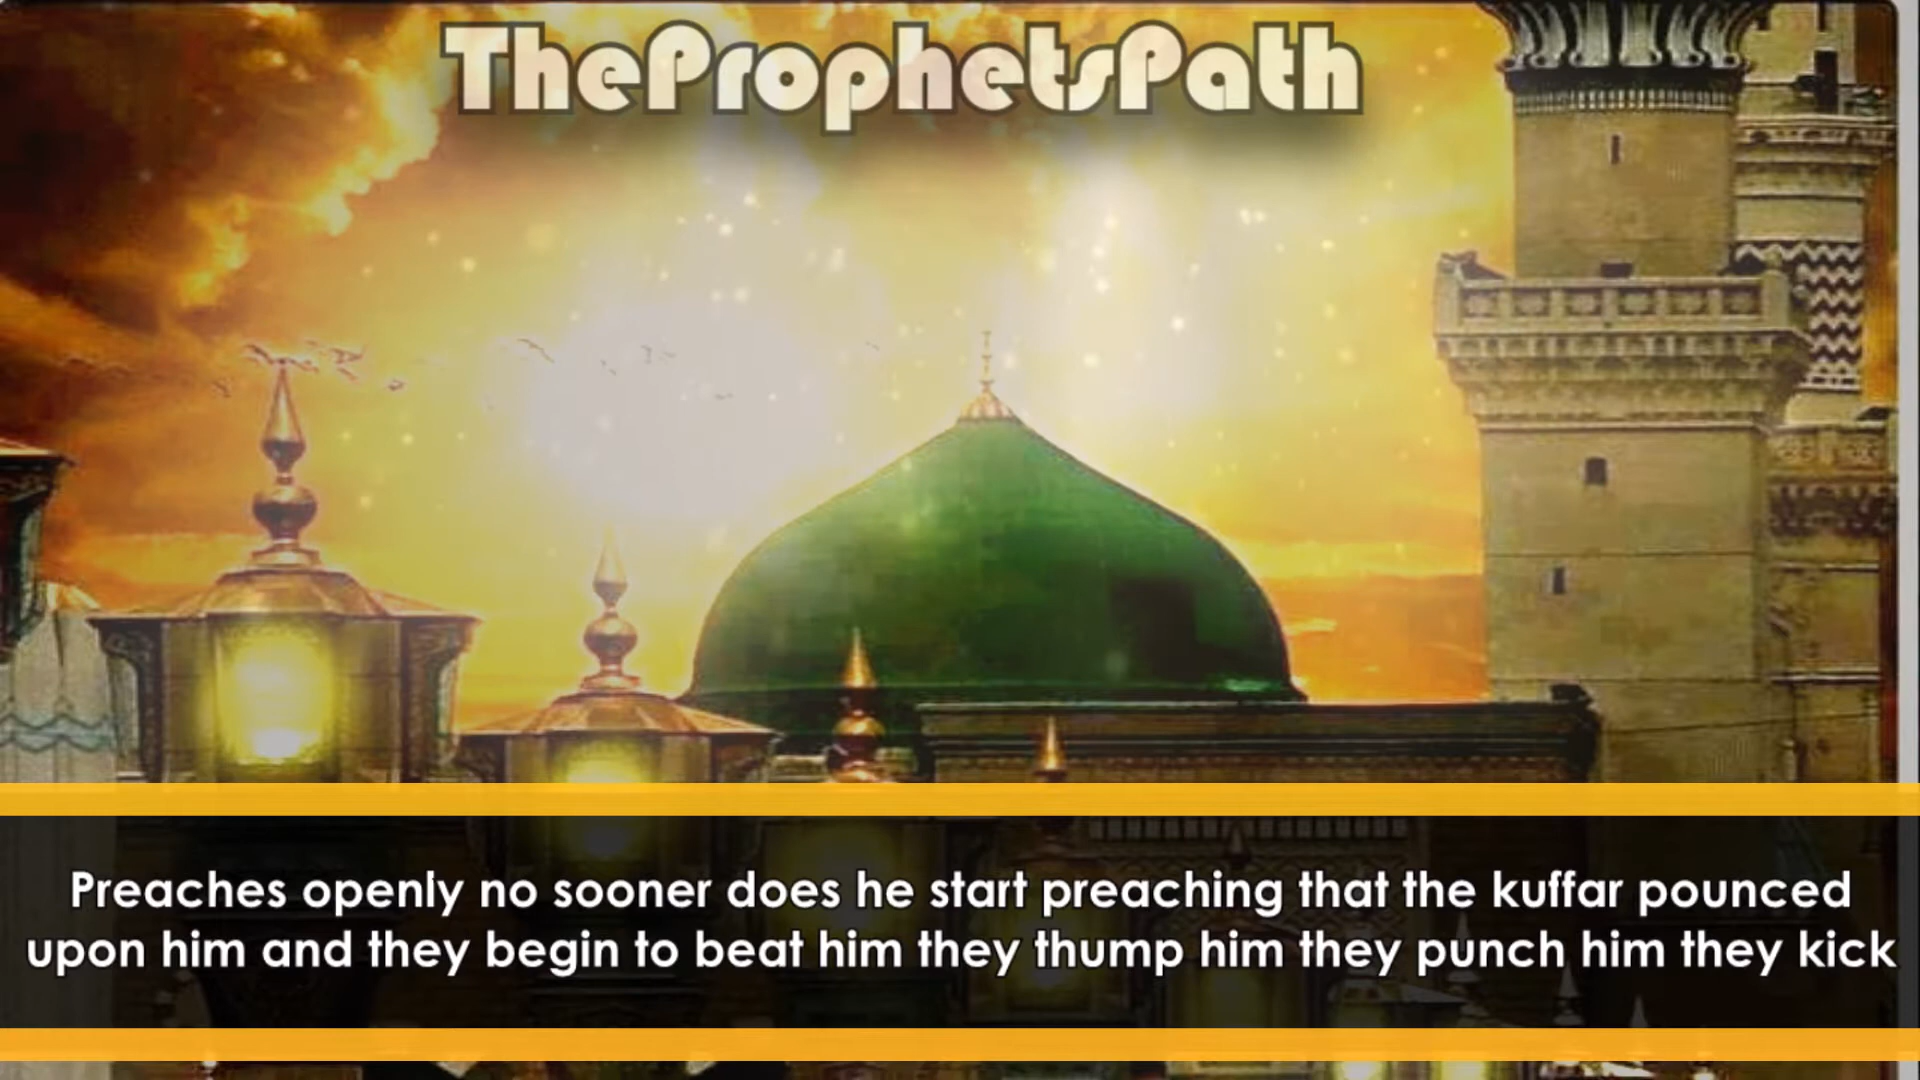 TheProphetsPath
Preaches openly no sooner does he start preaching that the kuffar pounced
upon him and they begin to beat him they thump him they punch him they kick